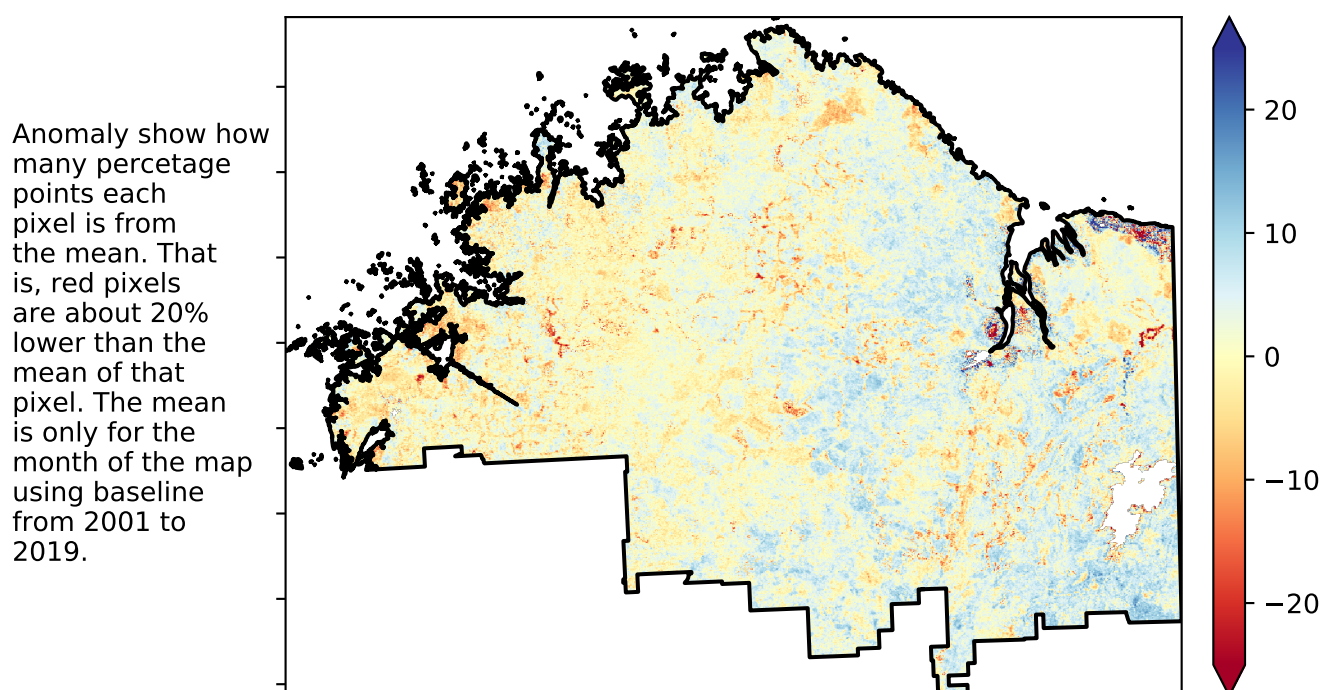 Anomaly show how
many percetage
points each
pixel is from
the mean. That
is, red pixels
are about 20%
lower than the
mean of that
pixel. The mean
is only for the
month of the map
using baseline
from 2001 to
2019.
20
10
0
−10
−20